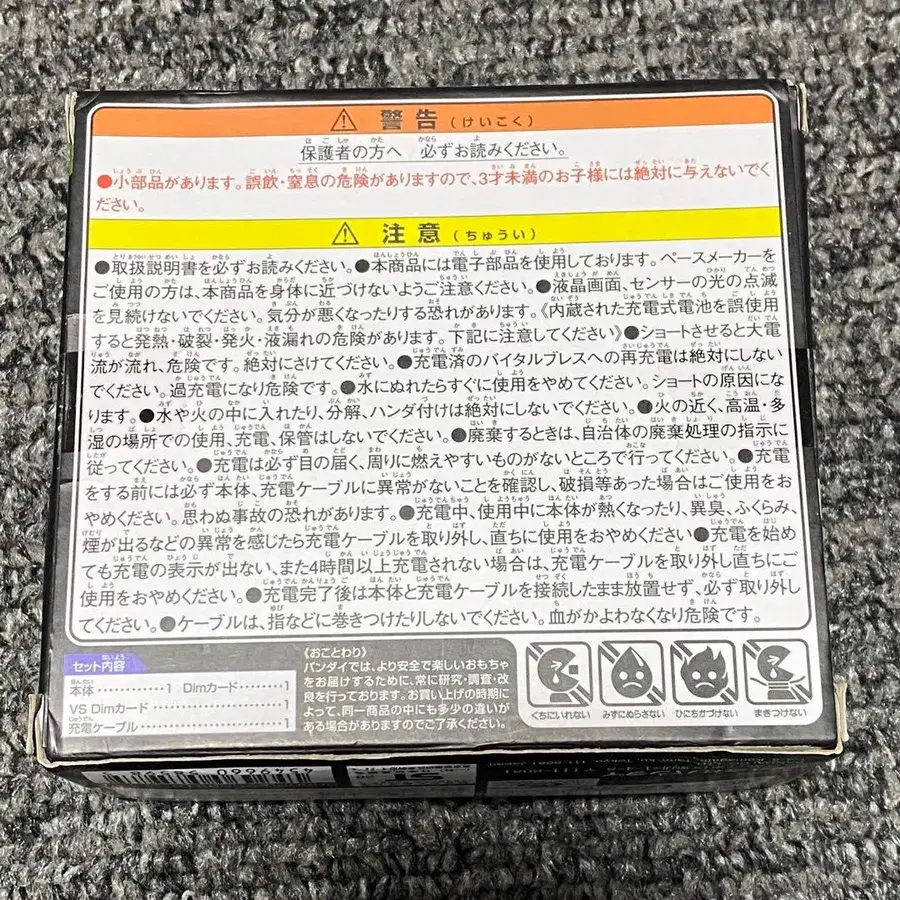 ⚠ 警告(けいこく)
保護者の方へ 必ずお読みください。
●小部品があります。誤飲・窒息の危険がありますので、3才未満のお子様には絶対に与えないでく
ださい。
⚠ 注意(ちゅうい)
●取扱説明書を必ずお読みください。●本商品には電子部品を使用しております。ペースメーカーを
ご使用の方は、本商品を身体に近づけないようご注意ください。●液晶画面、センサーの光の点滅
を見続けないでください。気分が悪くなったりする恐れがあります。《内蔵された充電式電池を誤使用
すると発熱・破裂・発火・液漏れの危険があります。下記に注意してください》●ショートさせると大電
流が流れ、危険です。絶対にさけてください。●充電済のバイタルブレスへの再充電は絶対にしない
でください。過充電になり危険です。●水にぬれたらすぐに使用をやめてください。ショートの原因にな
ります。●水や火の中に入れたり、分解、ハンダ付けは絶対にしないでください。●火の近く、高温・多
湿の場所での使用、充電、保管はしないでください。●廃棄するときは、自治体の廃棄処理の指示に
従ってください。●充電は必ず目の届く、周りに燃えやすいものがないところで行ってください。●充電
をする前には必ず本体、充電ケーブルに異常がないことを確認し、破損等あった場合はご使用をお
やめください。思わぬ事故の恐れがあります。●充電中、使用中に本体が熱くなったり、異臭、ふくらみ、
煙が出るなどの異常を感じたら充電ケーブルを取り外し、直ちに使用をおやめください●充電を始め
ても充電の表示が出ない、また4時間以上充電されない場合は、充電ケーブルを取り外し直ちにご
使用をおやめください。●充電完了後は本体と充電ケーブルを接続したまま放置せず、必ず取り外し
てください。●ケーブルは、指などに巻きつけたりしないでください。血がかよわなくなり危険です。
セット内容
本体…………1 Dimカード………1
VS Dimカード…………………1
充電ケーブル…………………1
《おことわり》
バンダイでは、より安全で楽しいおもちゃ
をお届けするために、常に研究・調査・改
良を行っております。お買い上げの時期に
よって、同一商品の中にも多少の違いが
ある場合がありますのでご了承ください。
くちにいれない
みずにぬらさない
ひにちかづけない
まきつけない